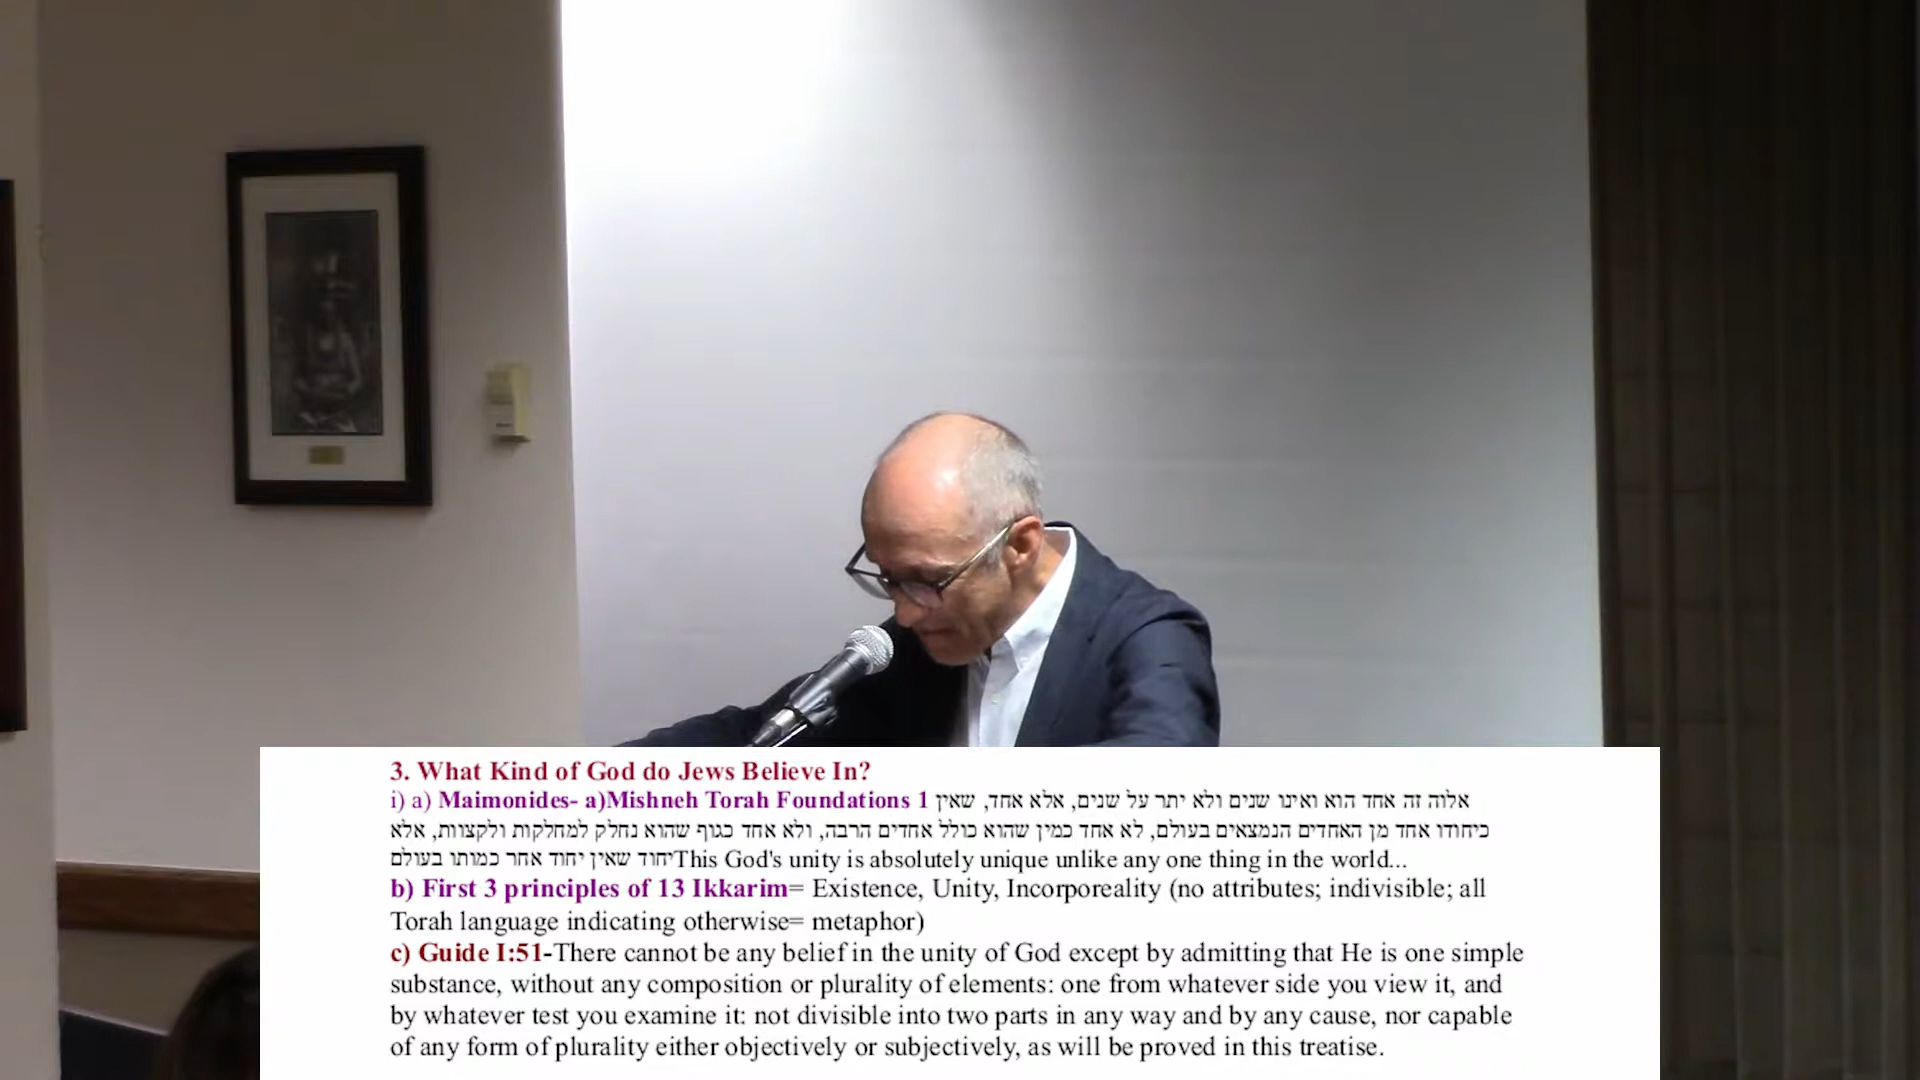 3. What Kind of God do Jews Believe In?
i) a) Maimonides- a)Mishneh Torah Foundations 1 אלוה זה אחד הוא ואינו שנים ולא יתר על שנים, אלא אחד, שאין
כיחודו אחד מן האחדים הנמצאים בעולם, לא אחד כמין שהוא כולל אחדים הרבה, ולא אחד כגוף שהוא נחלק למחלקות ולקצוות, אלא
יחוד שאין יחוד אחר כמותו בעולםThis God's unity is absolutely unique unlike any one thing in the world...
b) First 3 principles of 13 Ikkarim= Existence, Unity, Incorporeality (no attributes; indivisible; all
Torah language indicating otherwise= metaphor)
c) Guide I:51-There cannot be any belief in the unity of God except by admitting that He is one simple
substance, without any composition or plurality of elements: one from whatever side you view it, and
by whatever test you examine it: not divisible into two parts in any way and by any cause, nor capable
of any form of plurality either objectively or subjectively, as will be proved in this treatise.